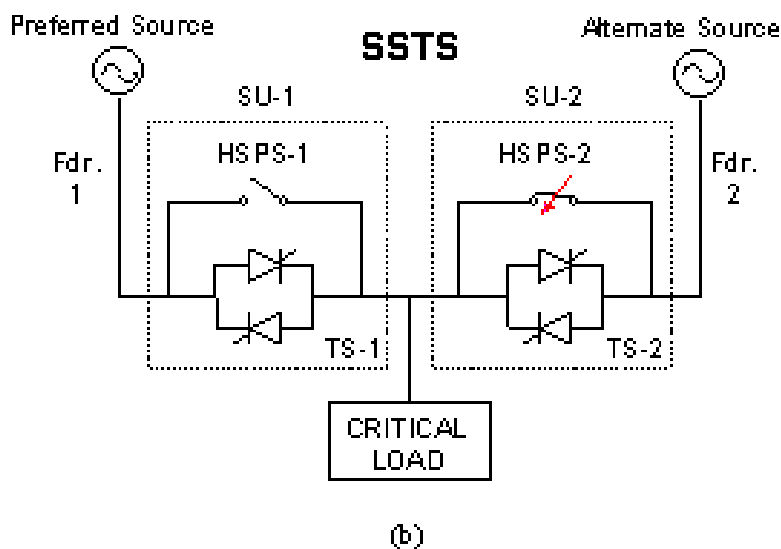 Preferred Source
SSTS
Alternate Source
SU-1
SU-2
Fdr.
1
HSPS-1
HSPS-2
Fdr.
2
TS-1
TS-2
CRITICAL
LOAD
(b)